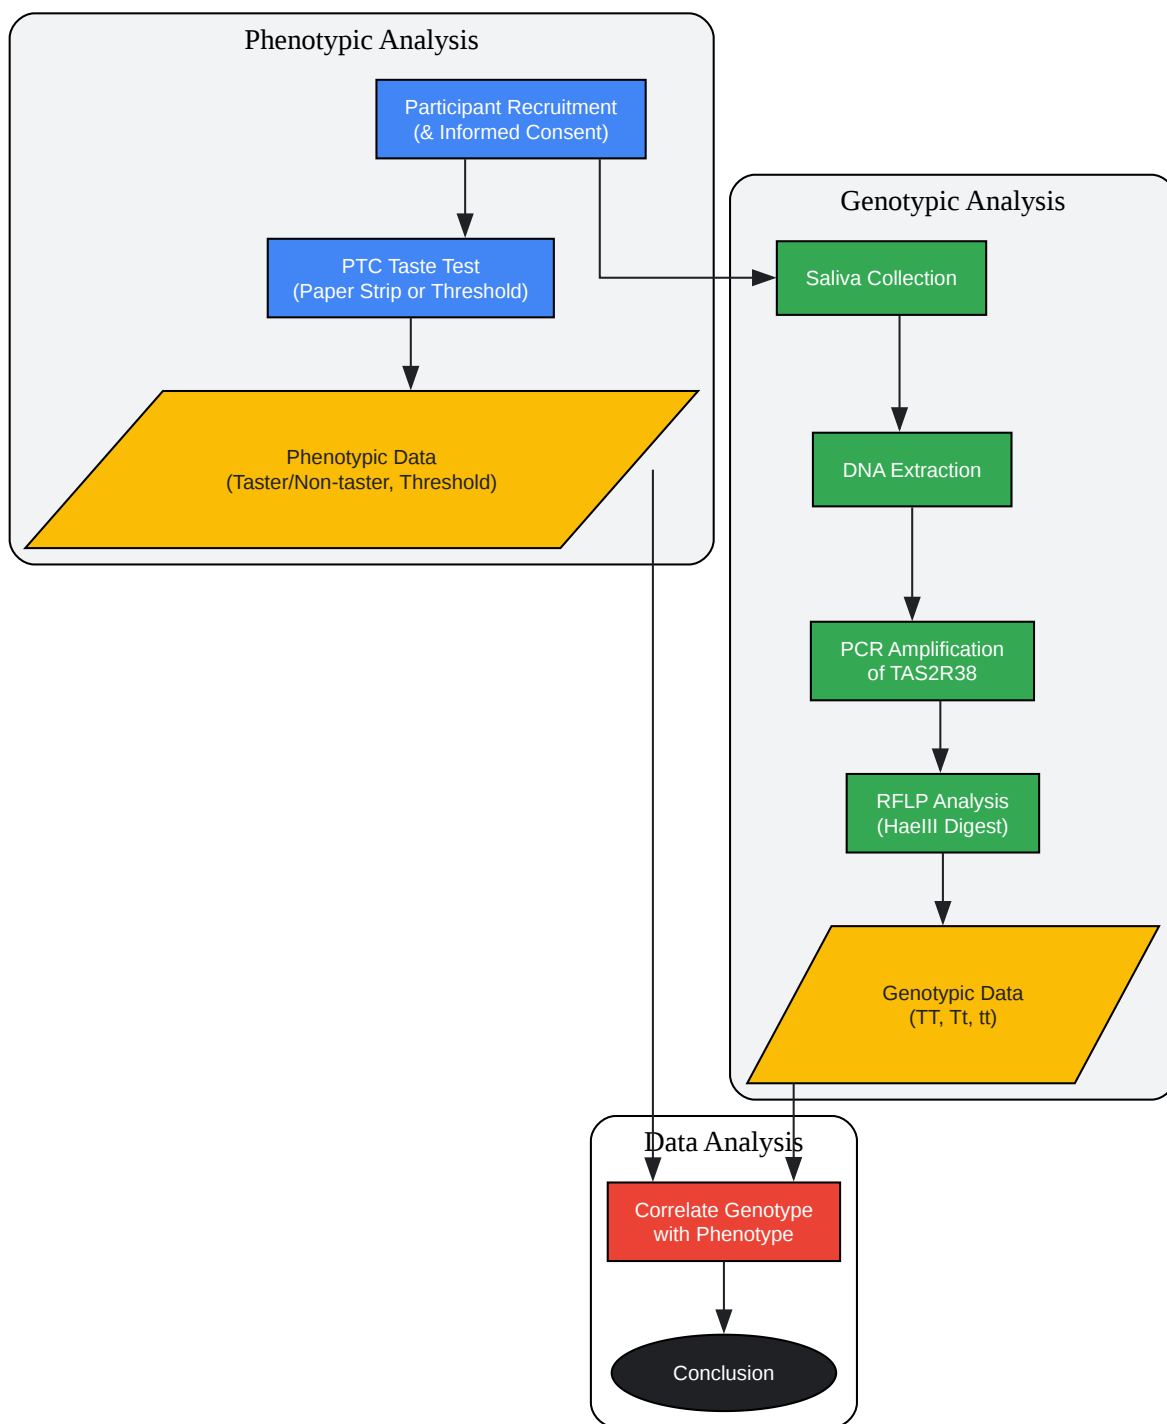 Phenotypic Analysis
Participant Recruitment
(& Informed Consent)
PTC Taste Test
(Paper Strip or Threshold)
Phenotypic Data
(Taster/Non-taster, Threshold)
Genotypic Analysis
Saliva Collection
DNA Extraction
PCR Amplification
of TAS2R38
RFLP Analysis
(HaeIII Digest)
Genotypic Data
(TT, Tt, tt)
Data Analysis
Correlate Genotype
with Phenotype
Conclusion